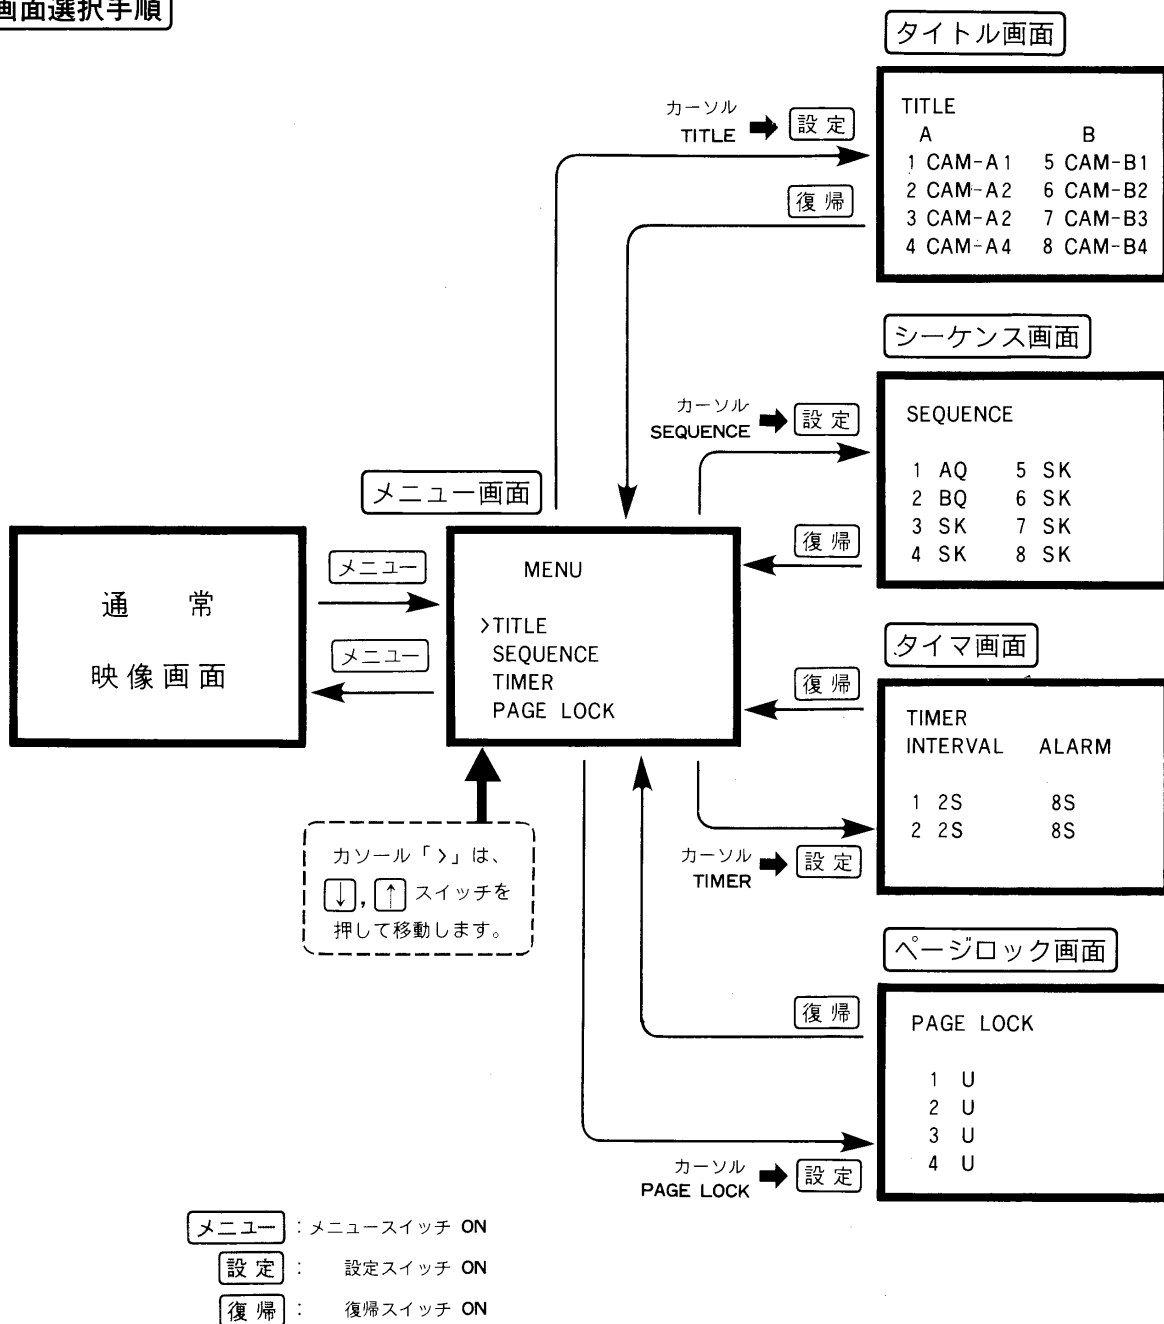 画面選択手順
タイトル画面
カーソル
TITLE ➡ 設定
復帰
TITLE
A B
1 CAM-A1 5 CAM-B1
2 CAM-A2 6 CAM-B2
3 CAM-A2 7 CAM-B3
4 CAM-A4 8 CAM-B4
シーケンス画面
カーソル
SEQUENCE ➡ 設定
復帰
SEQUENCE
1 AQ 5 SK
2 BQ 6 SK
3 SK 7 SK
4 SK 8 SK
通常
映像画面
メニュー
メニュー
メニュー画面
MENU
>TITLE
SEQUENCE
TIMER
PAGE LOCK
カソール「>」は、
↓, ↑ スイッチを
押して移動します。
タイマ画面
復帰
カーソル
TIMER ➡ 設定
TIMER
INTERVAL ALARM
1 2S 8S
2 2S 8S
ページロック画面
復帰
カーソル
PAGE LOCK ➡ 設定
PAGE LOCK
1 U
2 U
3 U
4 U
メニュー : メニュースイッチ ON
設定 : 設定スイッチ ON
復帰 : 復帰スイッチ ON